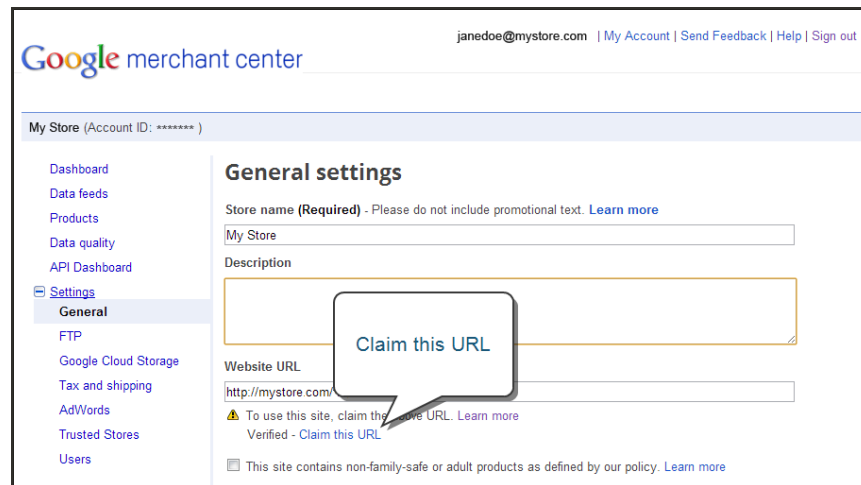 janedoe@mystore.com | My Account | Send Feedback | Help | Sign out
Google merchant center
My Store (Account ID: ******* )
Dashboard
Data feeds
Products
Data quality
API Dashboard
Settings
General
FTP
Google Cloud Storage
Tax and shipping
AdWords
Trusted Stores
Users
General settings
Store name (Required) - Please do not include promotional text. Learn more
My Store
Description
Claim this URL
Website URL
http://mystore.com/
To use this site, claim the above URL. Learn more
Verified - Claim this URL
This site contains non-family-safe or adult products as defined by our policy. Learn more